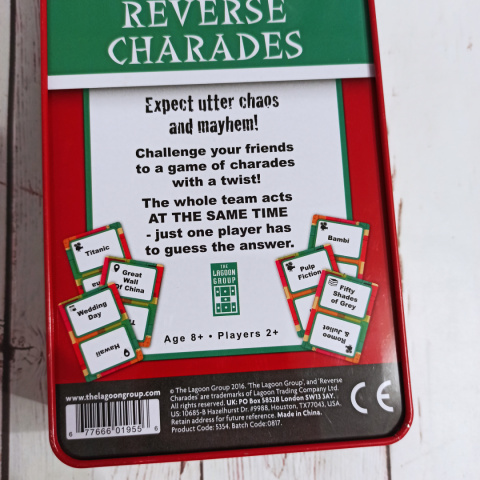 REVERSE
CHARADES
Expect utter chaos
and mayhem!
Challenge your friends
to a game of charades
with a twist!
The whole team acts
AT THE SAME TIME
- just one player has
to guess the answer.
Titanic
Great
Wall
Of China
Wedding
Day
Hawaii
THE
LAGOON
GROUP
Bambi
Pulp
Fiction
Fifty
Shades
of Grey
Romeo
& Juliet
Age 8+ • Players 2+
www.thelagoongroup.com
6 77666 01955 6
© The Lagoon Group 2016. 'The Lagoon Group', and 'Reverse
Charades' are trademarks of Lagoon Trading Company Ltd.
All rights reserved. UK: PO Box 58528 London SW13 3AY.
US: 10685-B Hazelhurst Dr. #9988, Houston, TX77043, USA.
Retain address for future reference. Made in China.
Product Code: 5354. Batch Code:0817.
CE